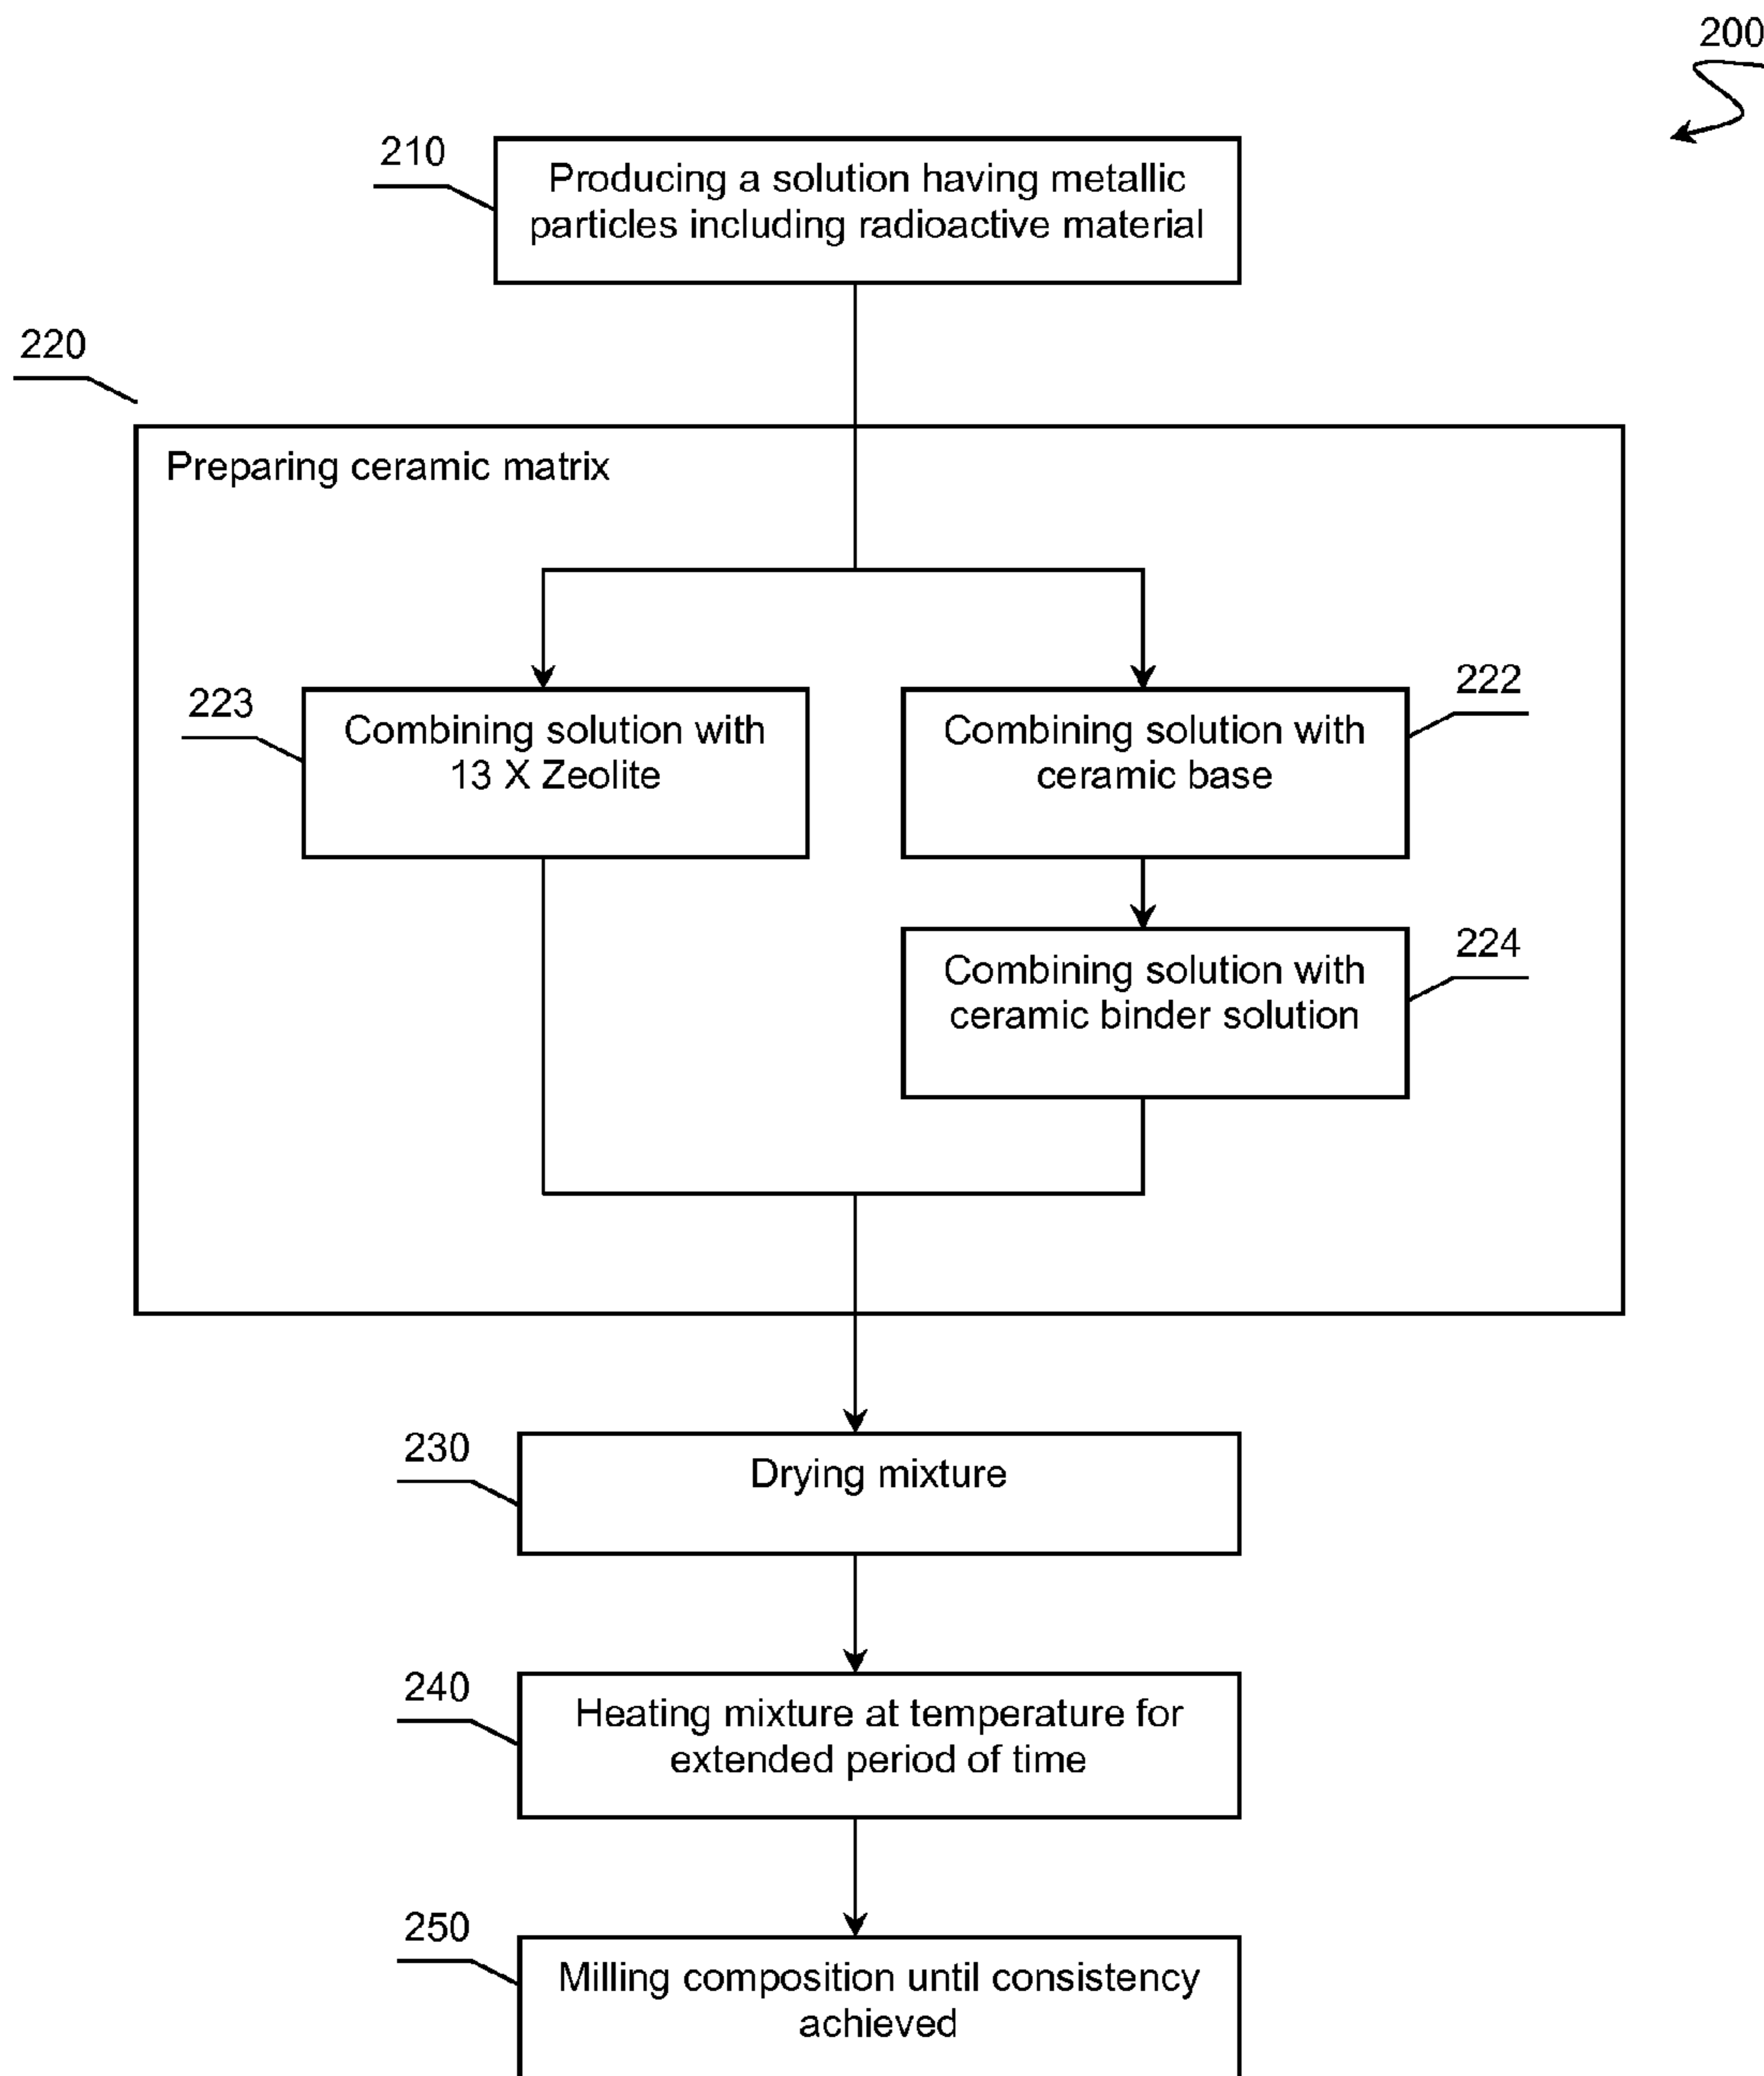 200
210
Producing a solution having metallic
particles including radioactive material
220
Preparing ceramic matrix
223
Combining solution with
13 X Zeolite
222
Combining solution with
ceramic base
224
Combining solution with
ceramic binder solution
230
Drying mixture
240
Heating mixture at temperature for
extended period of time
250
Milling composition until consistency
achieved